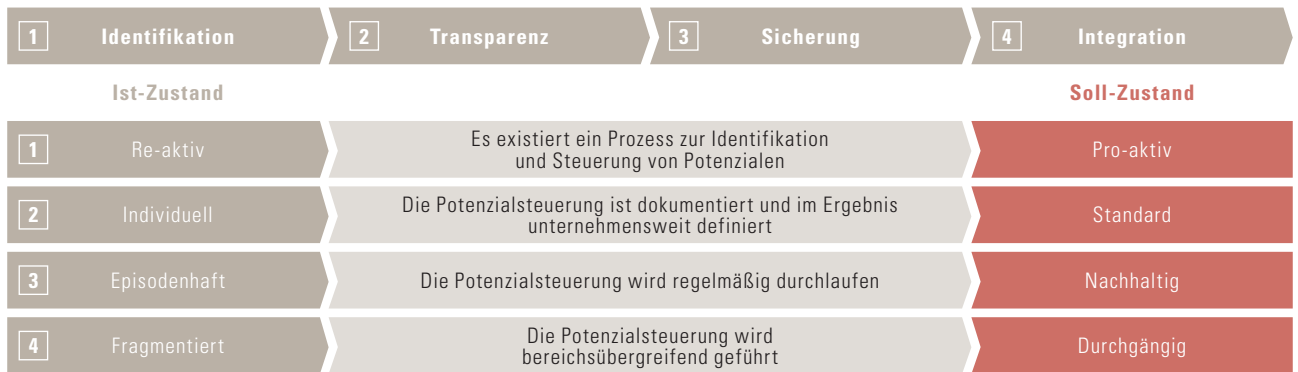 1 Identifikation 2 Transparenz 3 Sicherung 4 Integration
Ist-Zustand Soll-Zustand
1 Re-aktiv Es existiert ein Prozess zur Identifikation
und Steuerung von Potenzialen Pro-aktiv
2 Individuell Die Potenzialsteuerung ist dokumentiert und im Ergebnis
unternehmensweit definiert Standard
3 Episodenhaft Die Potenzialsteuerung wird regelmäßig durchlaufen Nachhaltig
4 Fragmentiert Die Potenzialsteuerung wird
bereichsübergreifend geführt Durchgängig